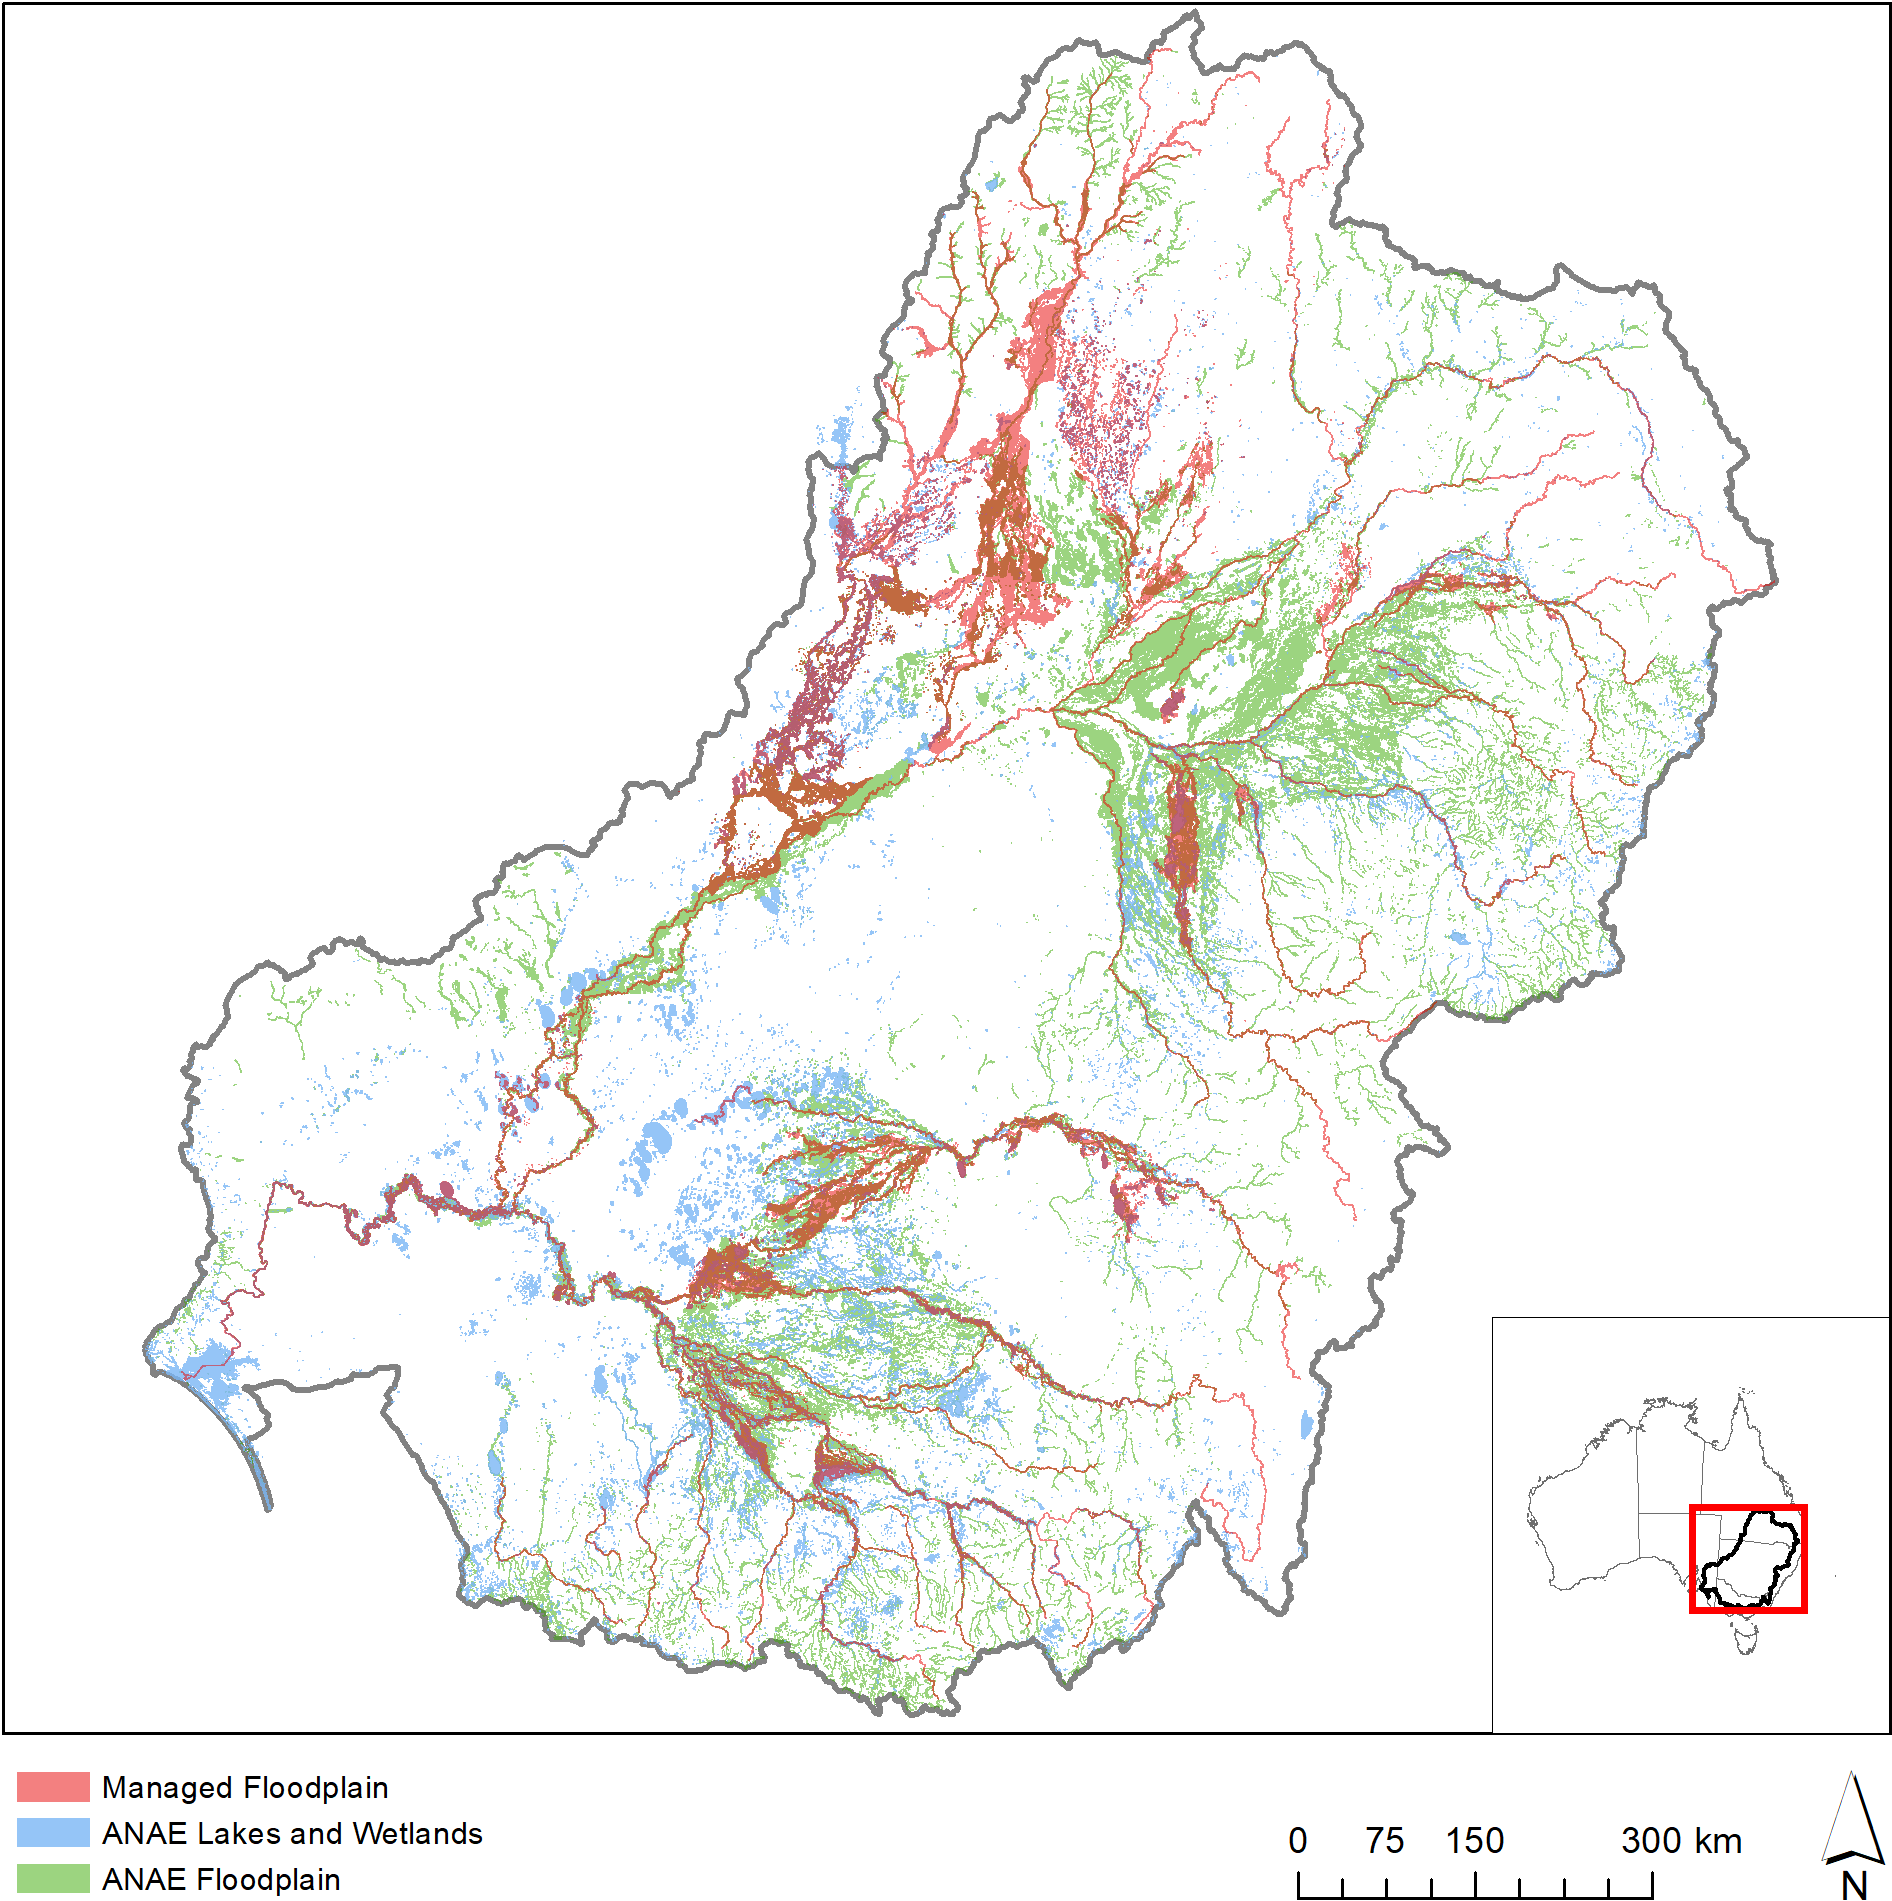 Managed Floodplain
ANAE Lakes and Wetlands
ANAE Floodplain
0 75 150 300 km
N